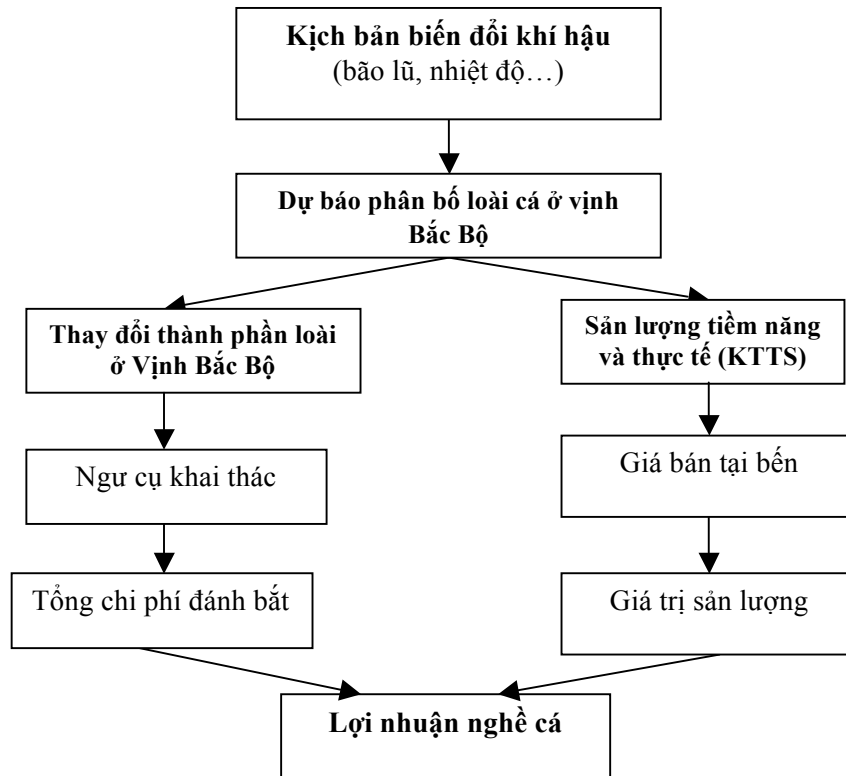 Kịch bản biến đổi khí hậu
(bão lũ, nhiệt độ…)
Dự báo phân bố loài cá ở vịnh
Bắc Bộ
Thay đổi thành phần loài
ở Vịnh Bắc Bộ
Sản lượng tiềm năng
và thực tế (KTTS)
Ngư cụ khai thác
Giá bán tại bến
Tổng chi phí đánh bắt
Giá trị sản lượng
Lợi nhuận nghề cá